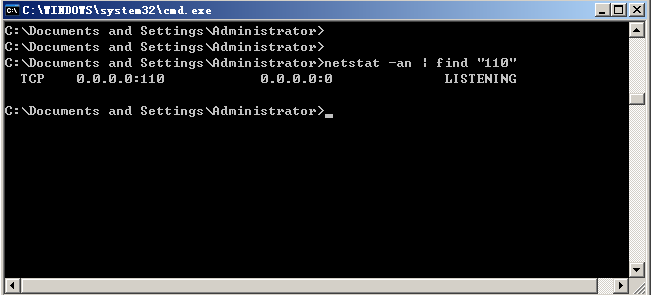 C:\WINDOWS\system32\cmd.exe
C:\Documents and Settings\Administrator>
C:\Documents and Settings\Administrator>
C:\Documents and Settings\Administrator>netstat -an | find "110"
  TCP    0.0.0.0:110            0.0.0.0:0              LISTENING
C:\Documents and Settings\Administrator>_